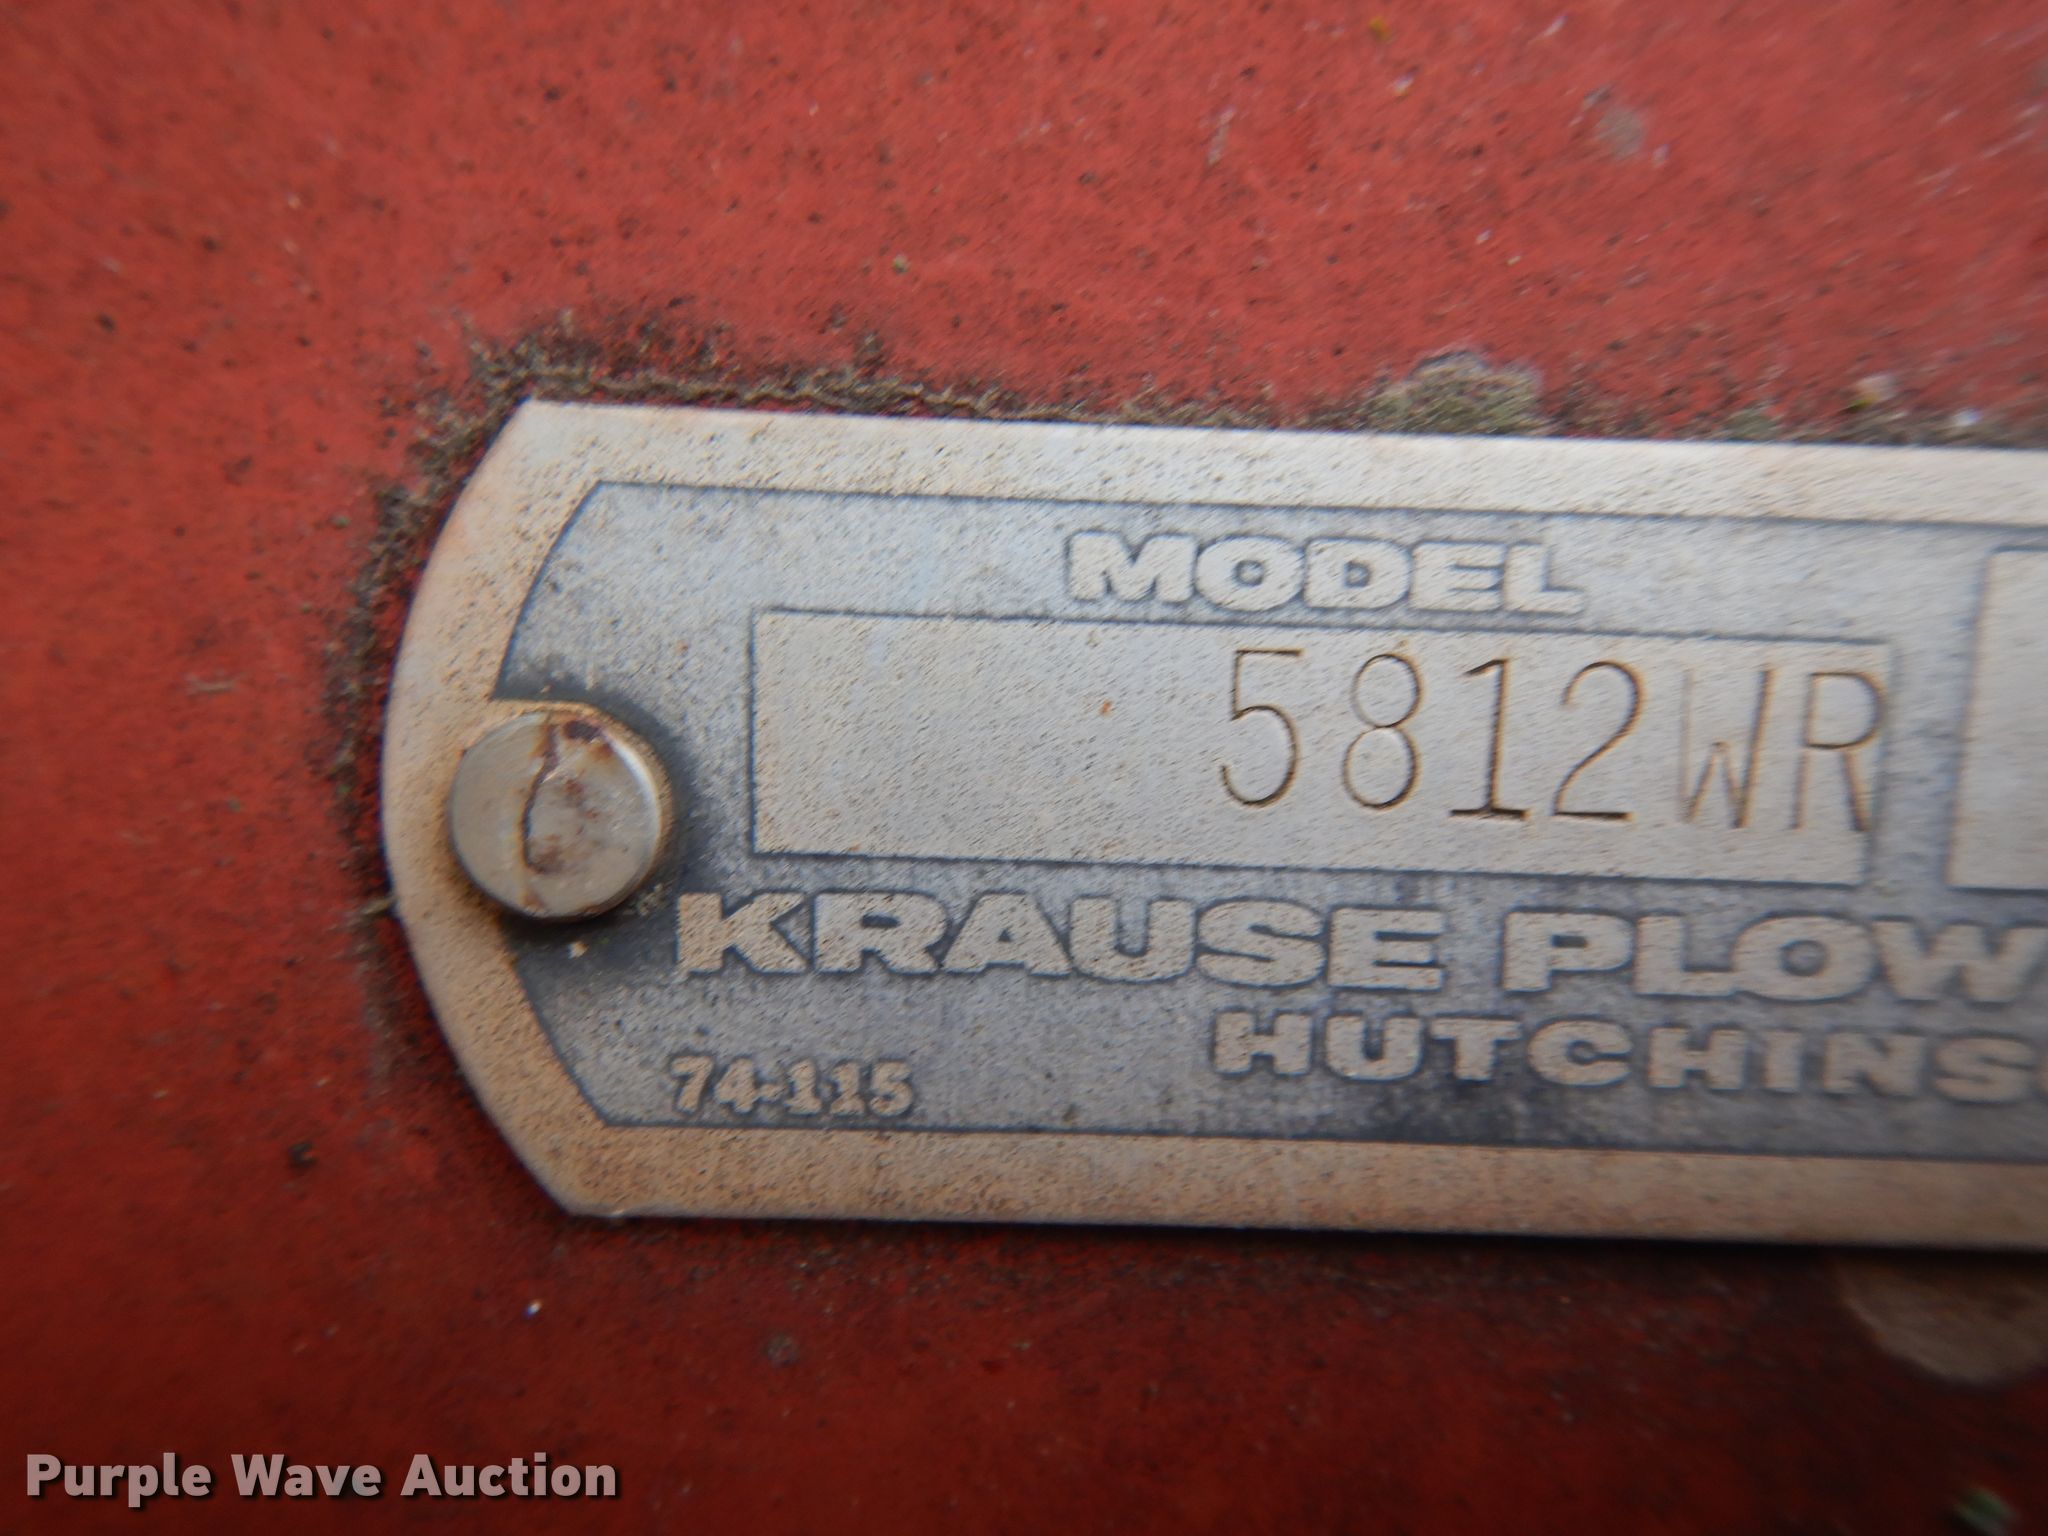 MODEL
5812WR
KRAUSE PLOW
HUTCHINS
74-115
Purple Wave Auction